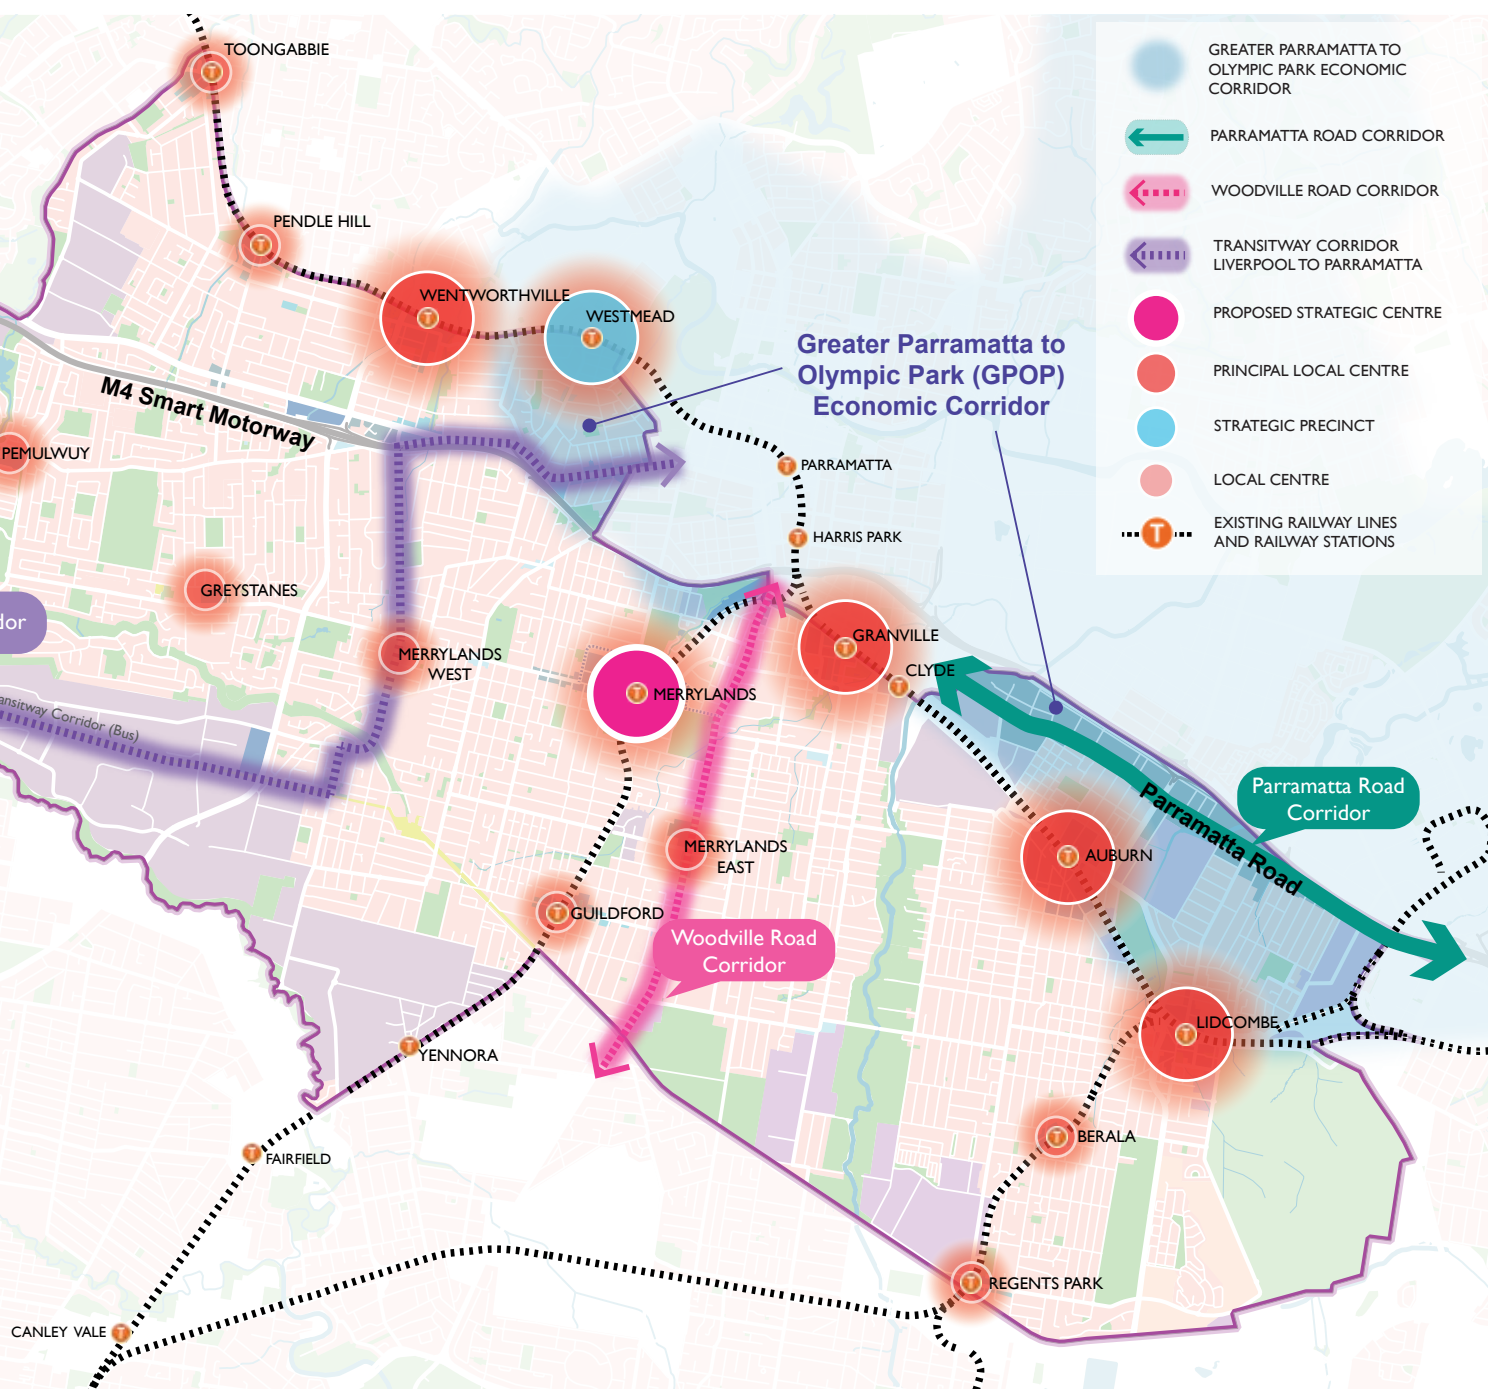 TOONGABBIE
GREATER PARRAMATTA TO
OLYMPIC PARK ECONOMIC
CORRIDOR
PARRAMATTA ROAD CORRIDOR
WOODVILLE ROAD CORRIDOR
TRANSITWAY CORRIDOR
LIVERPOOL TO PARRAMATTA
PROPOSED STRATEGIC CENTRE
PRINCIPAL LOCAL CENTRE
STRATEGIC PRECINCT
LOCAL CENTRE
T EXISTING RAILWAY LINES
AND RAILWAY STATIONS
PENDLE HILL
WENTWORTHVILLE
WESTMEAD
Greater Parramatta to
Olympic Park (GPOP)
Economic Corridor
M4 Smart Motorway
PEMULWUY
PARRAMATTA
HARRIS PARK
GREYSTANES
dor
MERRYLANDS
WEST
GRANVILLE
CLYDE
MERRYLANDS
ansitway Corridor (Bus)
Parramatta Road
Corridor
Parramatta Road
MERRYLANDS
EAST
AUBURN
GUILDFORD
Woodville Road
Corridor
LIDCOMBE
YENNORA
BERALA
FAIRFIELD
REGENTS PARK
CANLEY VALE